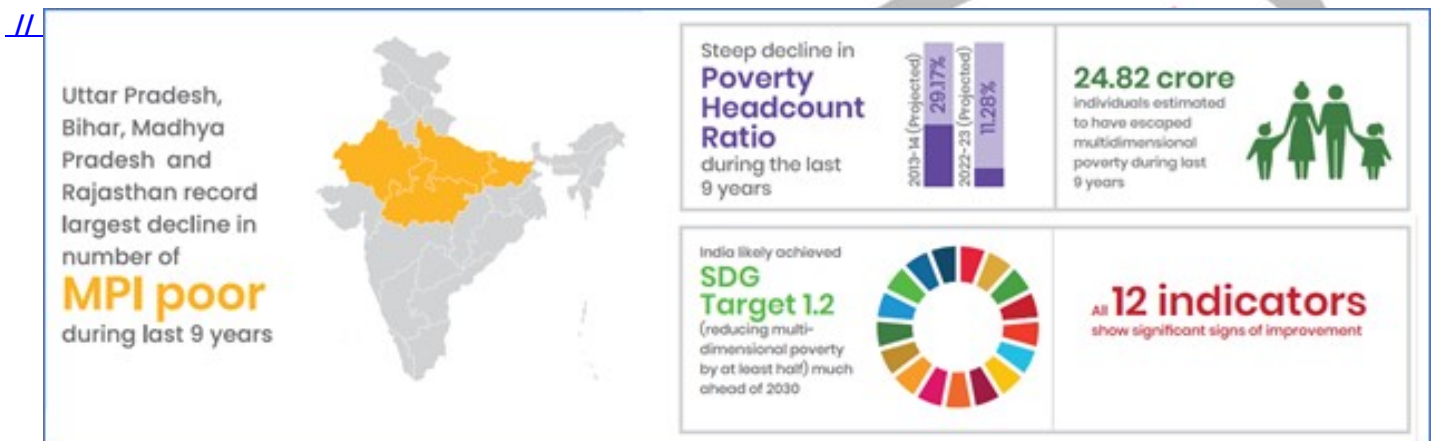 //
Uttar Pradesh,
Bihar, Madhya
Pradesh and
Rajasthan record
largest decline in
number of
MPI poor
during last 9 years
Steep decline in
Poverty
Headcount
Ratio
during the last
9 years
2013-14 (Projected)
29.17%
2022-23 (Projected)
11.28%
24.82 crore
individuals estimated
to have escaped
multidimensional
poverty during last
9 years
India likely achieved
SDG
Target 1.2
(reducing multi-
dimensional poverty
by at least half) much
ahead of 2030
All 12 indicators
show significant signs of improvement